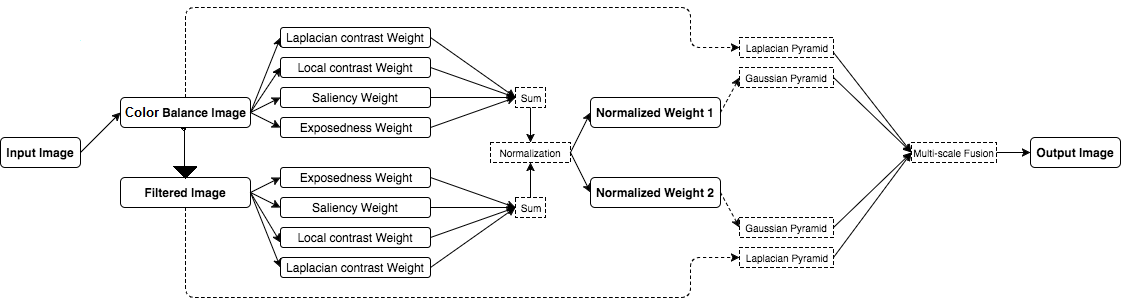 Laplacian contrast Weight
Local contrast Weight
Saliency Weight
Exposedness Weight
Color Balance Image
Input Image
Filtered Image
Exposedness Weight
Saliency Weight
Local contrast Weight
Laplacian contrast Weight
Sum
Normalization
Sum
Normalized Weight 1
Normalized Weight 2
Laplacian Pyramid
Gaussian Pyramid
Gaussian Pyramid
Laplacian Pyramid
Multi-scale Fusion
Output Image